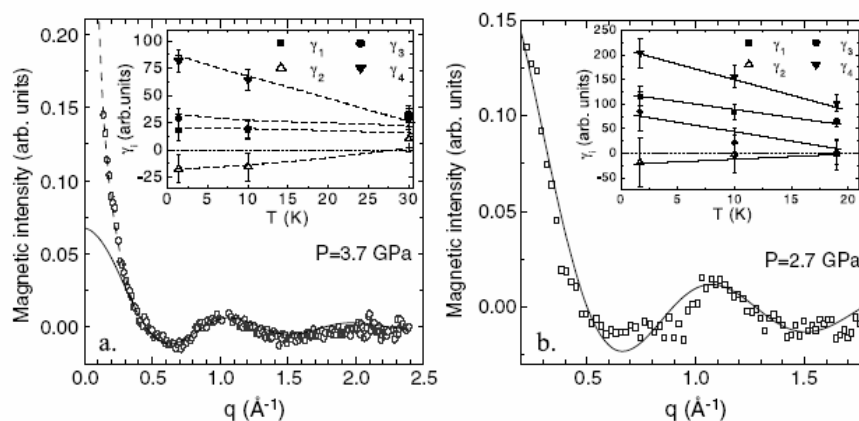 0.20
0.15
0.10
0.05
0.00
Magnetic intensity (arb. units)
0.0 0.5 1.0 1.5 2.0 2.5
q (Å⁻¹)
a.
P=3.7 GPa
100
75
50
25
0
-25
γᵢ (arb.units)
0 5 10 15 20 25 30
T (K)
γ₁ γ₃
γ₂ γ₄
0.15
0.10
0.05
0.00
Magnetic intensity (arb. units)
0.5 1.0 1.5
q (Å⁻¹)
b.
P=2.7 GPa
250
200
150
100
50
0
-50
γᵢ (arb. units)
0 5 10 15 20
T (K)
γ₁ γ₃
γ₂ γ₄